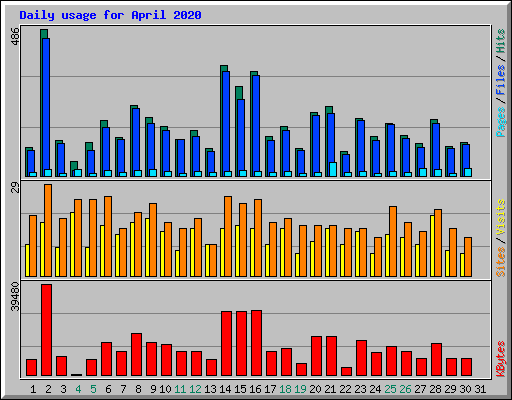 Daily usage for April 2020
486
Pages / Files / Hits
29
Sites / Visits
39480
KBytes
1 2 3 4 5 6 7 8 9 10 11 12 13 14 15 16 17 18 19 20 21 22 23 24 25 26 27 28 29 30 31